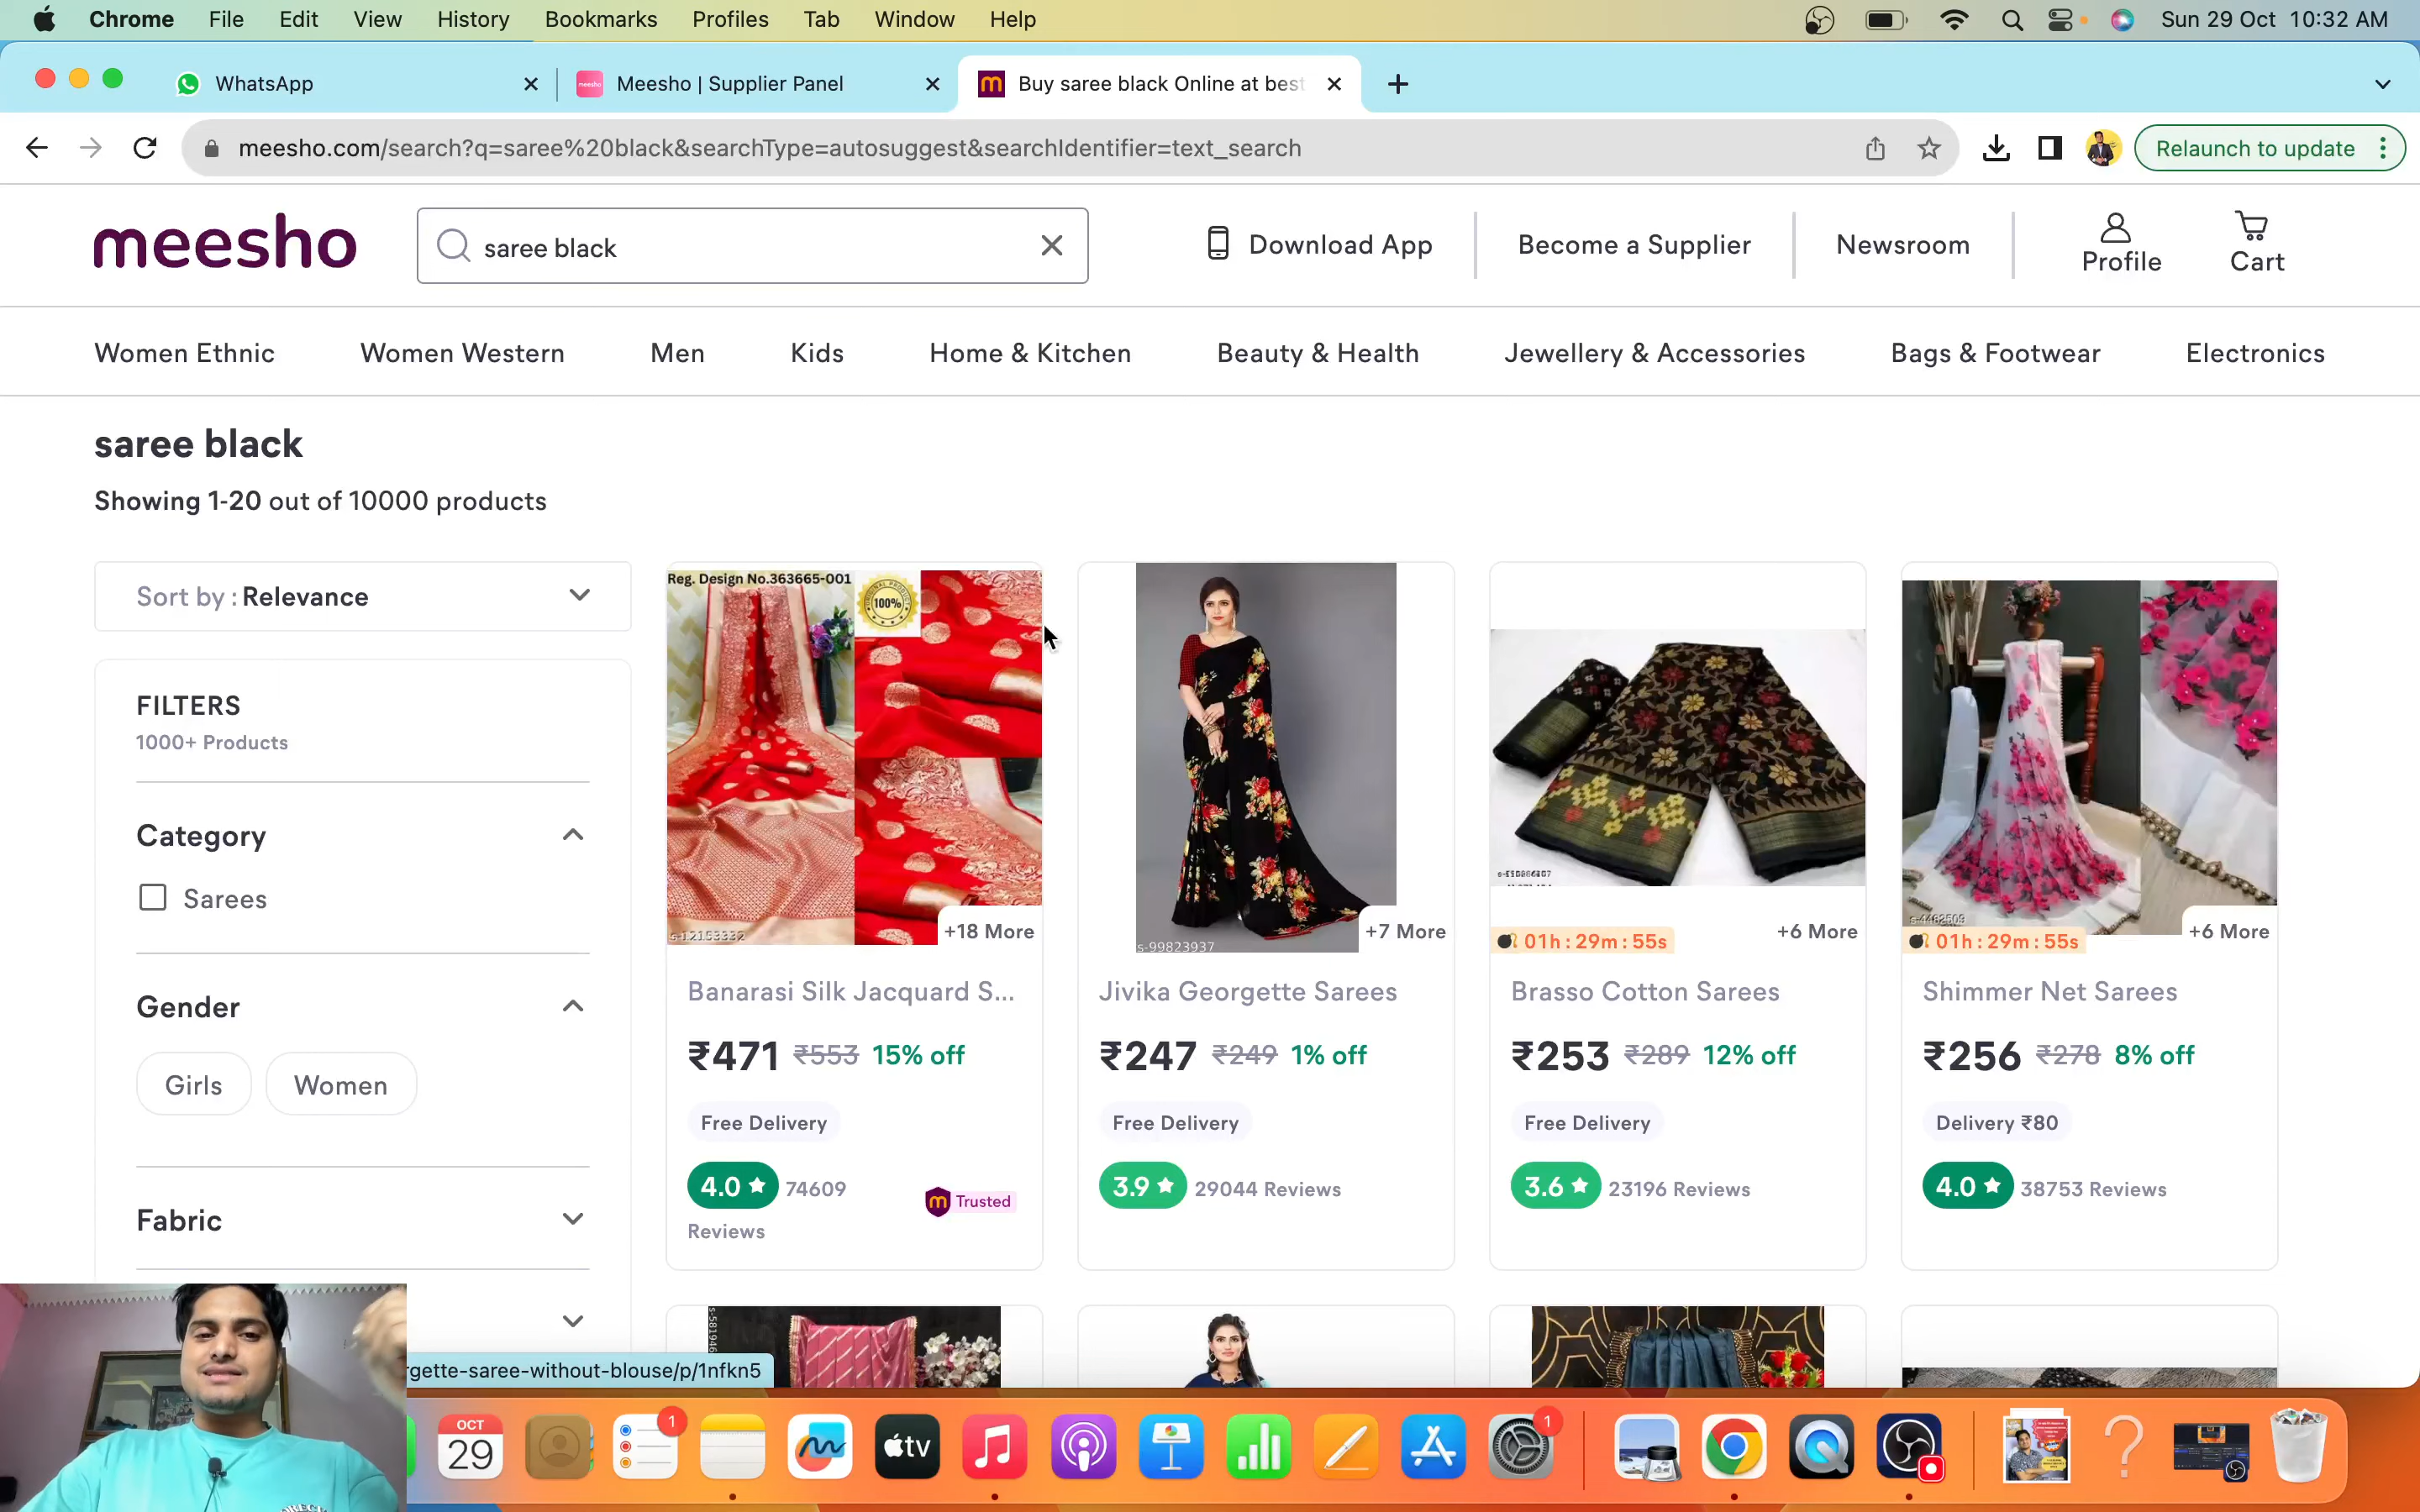 Chrome File Edit View History Bookmarks Profiles Tab Window Help Sun 29 Oct 10:32 AM
WhatsApp
meesho Meesho | Supplier Panel
Buy saree black Online at best
meesho.com/search?q=saree%20black&searchType=autosuggest&searchIdentifier=text_search
Relaunch to update
meesho
saree black
Download App
Become a Supplier
Newsroom
Profile
Cart
Women Ethnic Women Western Men Kids Home & Kitchen Beauty & Health Jewellery & Accessories Bags & Footwear Electronics
saree black
Showing 1-20 out of 10000 products
Sort by : Relevance
FILTERS
1000+ Products
Category
Sarees
Gender
Girls Women
Fabric
Reg. Design No.363665-001
100%
+18 More
Banarasi Silk Jacquard S...
₹471 ₹553 15% off
Free Delivery
4.0 74609
Reviews
Trusted
s-99823937
+7 More
Jivika Georgette Sarees
₹247 ₹249 1% off
Free Delivery
3.9 29044 Reviews
01h : 29m : 55s
+6 More
Brasso Cotton Sarees
₹253 ₹289 12% off
Free Delivery
3.6 23196 Reviews
s-4482509
01h : 29m : 55s
+6 More
Shimmer Net Sarees
₹256 ₹278 8% off
Delivery ₹80
4.0 38753 Reviews
rgette-saree-without-blouse/p/1nfkn5
OCT
29
1
tv
1